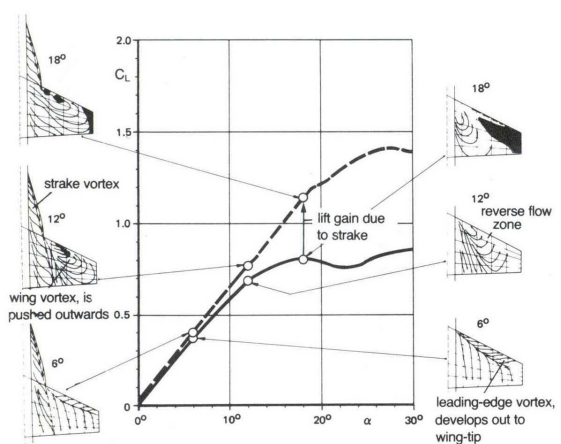 18°
strake vortex
12°
wing vortex, is
pushed outwards
6°
2.0
C_L
1.5
1.0
0.5
0
0°
10°
20°
α
30°
lift gain due
to strake
18°
12°
reverse flow
zone
6°
leading-edge vortex,
develops out to
wing-tip